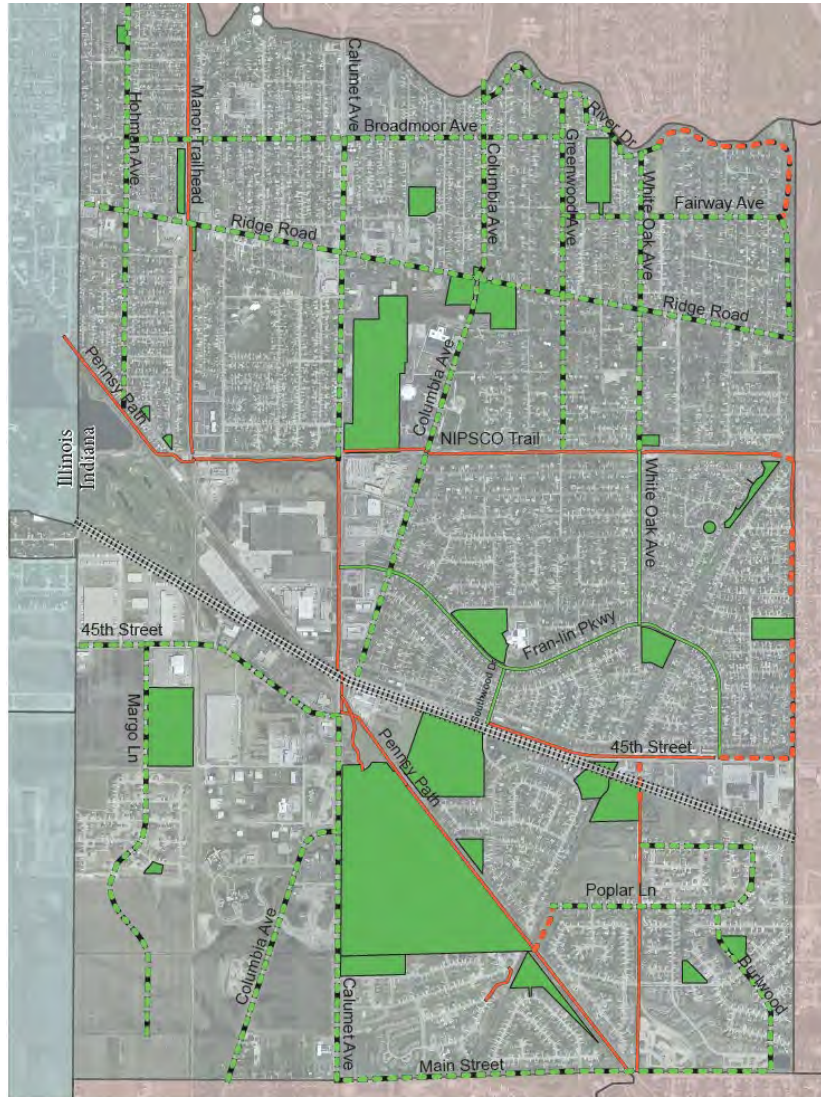 Hohman Ave
Manor Trailhead
Calumet Ave
Broadmoor Ave
Columbia Ave
River Dr
Greenwood Ave
White Oak Ave
Fairway Ave
Ridge Road
Ridge Road
Pennsy Path
Columbia Ave
NIPSCO Trail
Illinois
Indiana
White Oak Ave
45th Street
Fran-lin Pkwy
Southwood Dr
Margo Ln
Pennsy Path
45th Street
Columbia Ave
Poplar Ln
Burwood
Calumet Ave
Main Street